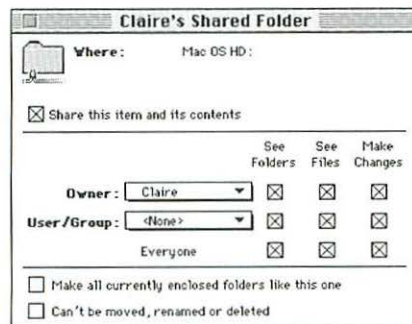 Claire's Shared Folder
Where: Mac OS HD:
Share this item and its contents
See Folders See Files Make Changes
Owner: Claire
User/Group: <None>
Everyone
Make all currently enclosed folders like this one
Can't be moved, renamed or deleted